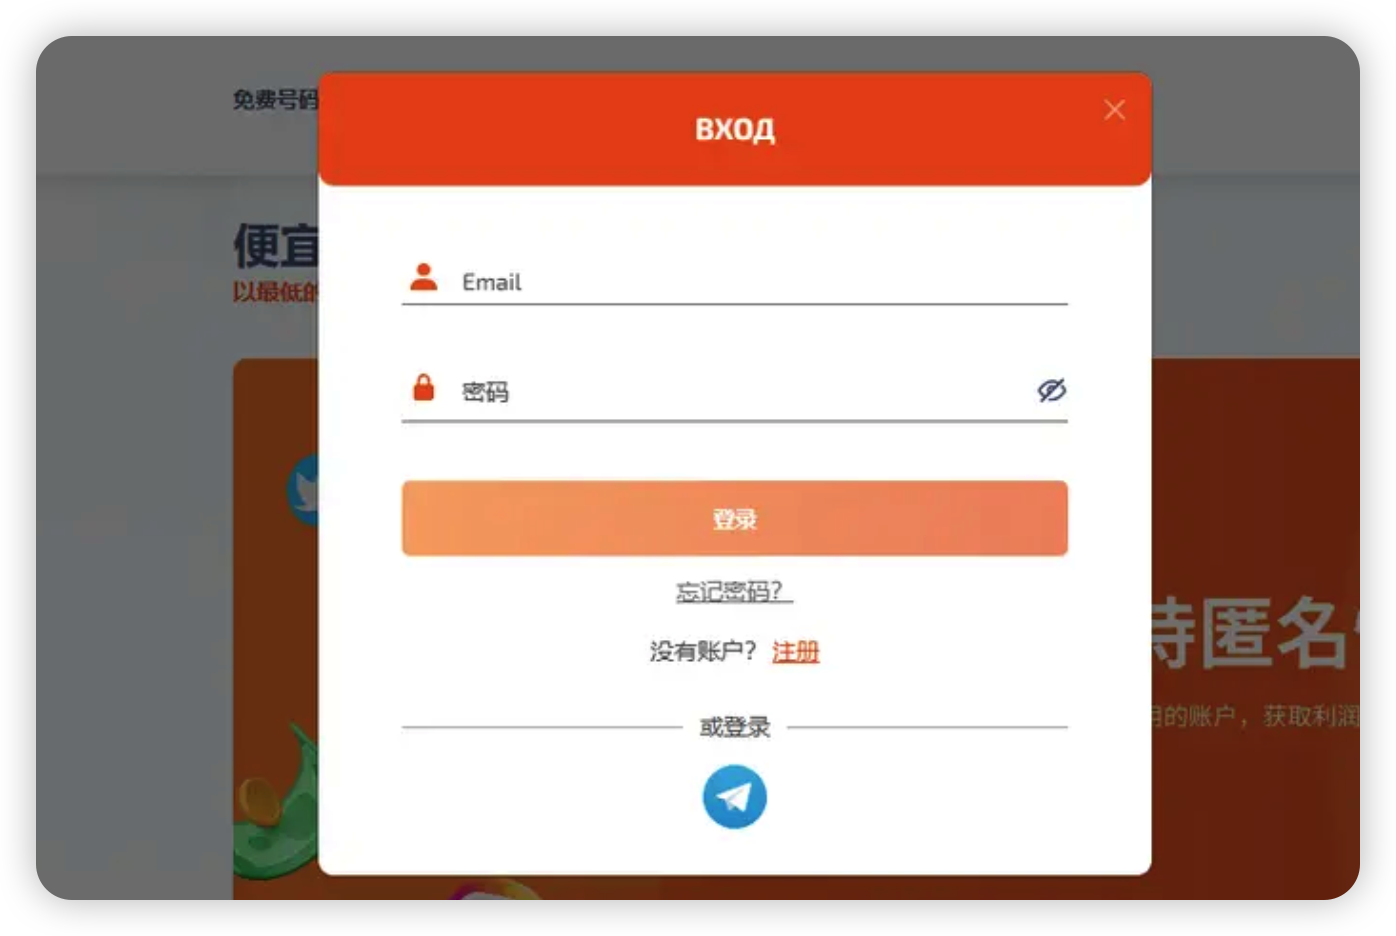 免费号码
ВХОД
便宜
以最低的
Email
密码
登录
忘记密码？
没有账户？ 注册
持匿名
用的账户，获取利润
或登录